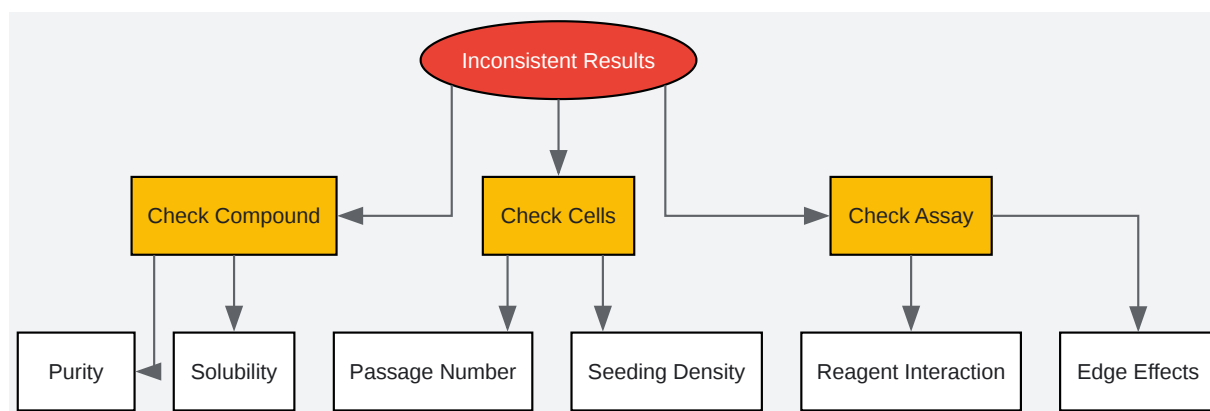 Inconsistent Results
Check Compound
Check Cells
Check Assay
Purity
Solubility
Passage Number
Seeding Density
Reagent Interaction
Edge Effects